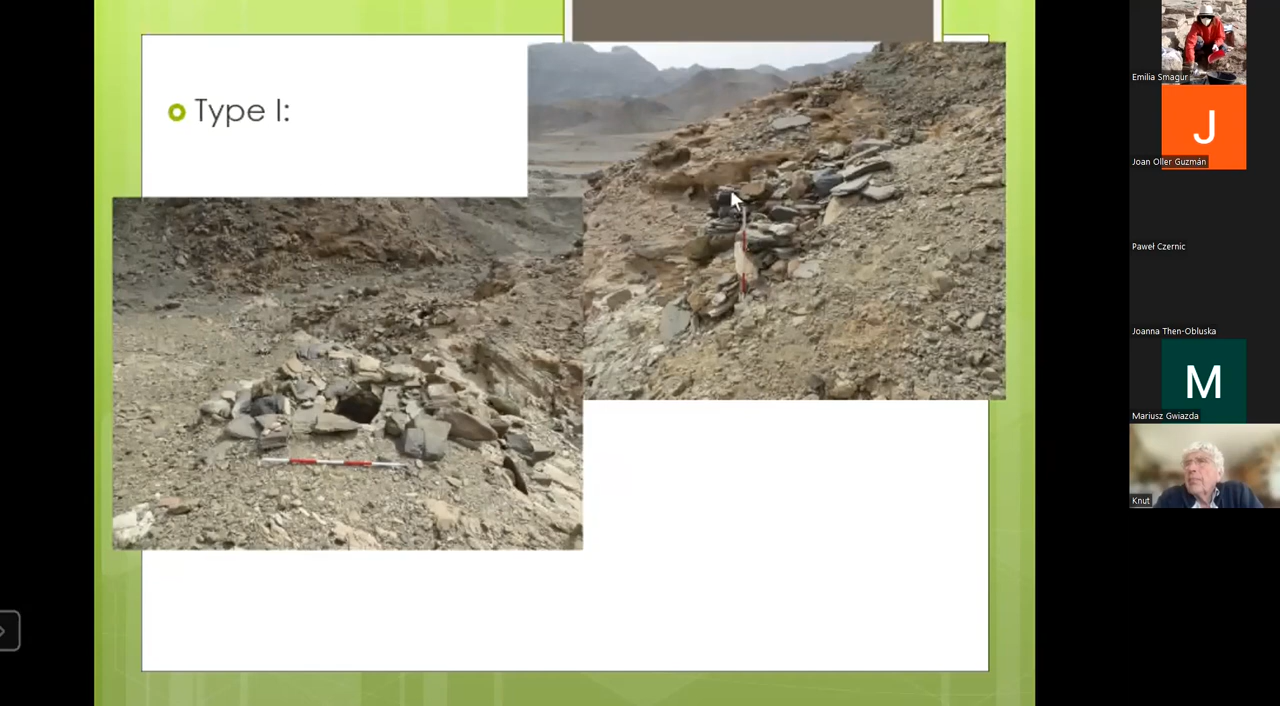 Type I:
Emilia Smagur
J
Joan Oller Guzmán
Paweł Czernic
Joanna Then-Obluska
M
Mariusz Gwiazda
Knut